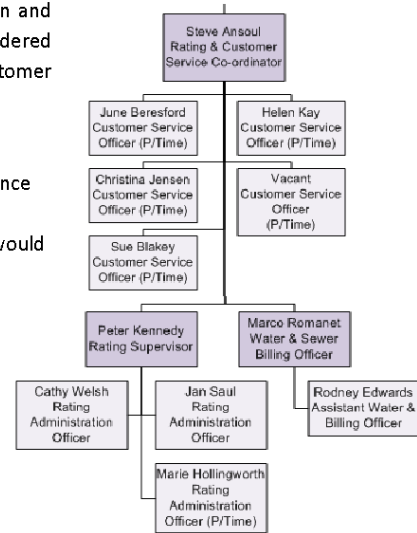 n and
dered
tomer
nce
would
Steve Ansoul
Rating & Customer
Service Co-ordinator
June Beresford
Customer Service
Officer (P/Time)
Helen Kay
Customer Service
Officer (P/Time)
Christina Jensen
Customer Service
Officer (P/Time)
Vacant
Customer Service
Officer
(P/Time)
Sue Blakey
Customer Service
Officer (P/Time)
Peter Kennedy
Rating Supervisor
Marco Romanet
Water & Sewer
Billing Officer
Cathy Welsh
Rating
Administration
Officer
Jan Saul
Rating
Administration
Officer
Rodney Edwards
Assistant Water &
Billing Officer
Marie Hollingworth
Rating
Administration
Officer (P/Time)